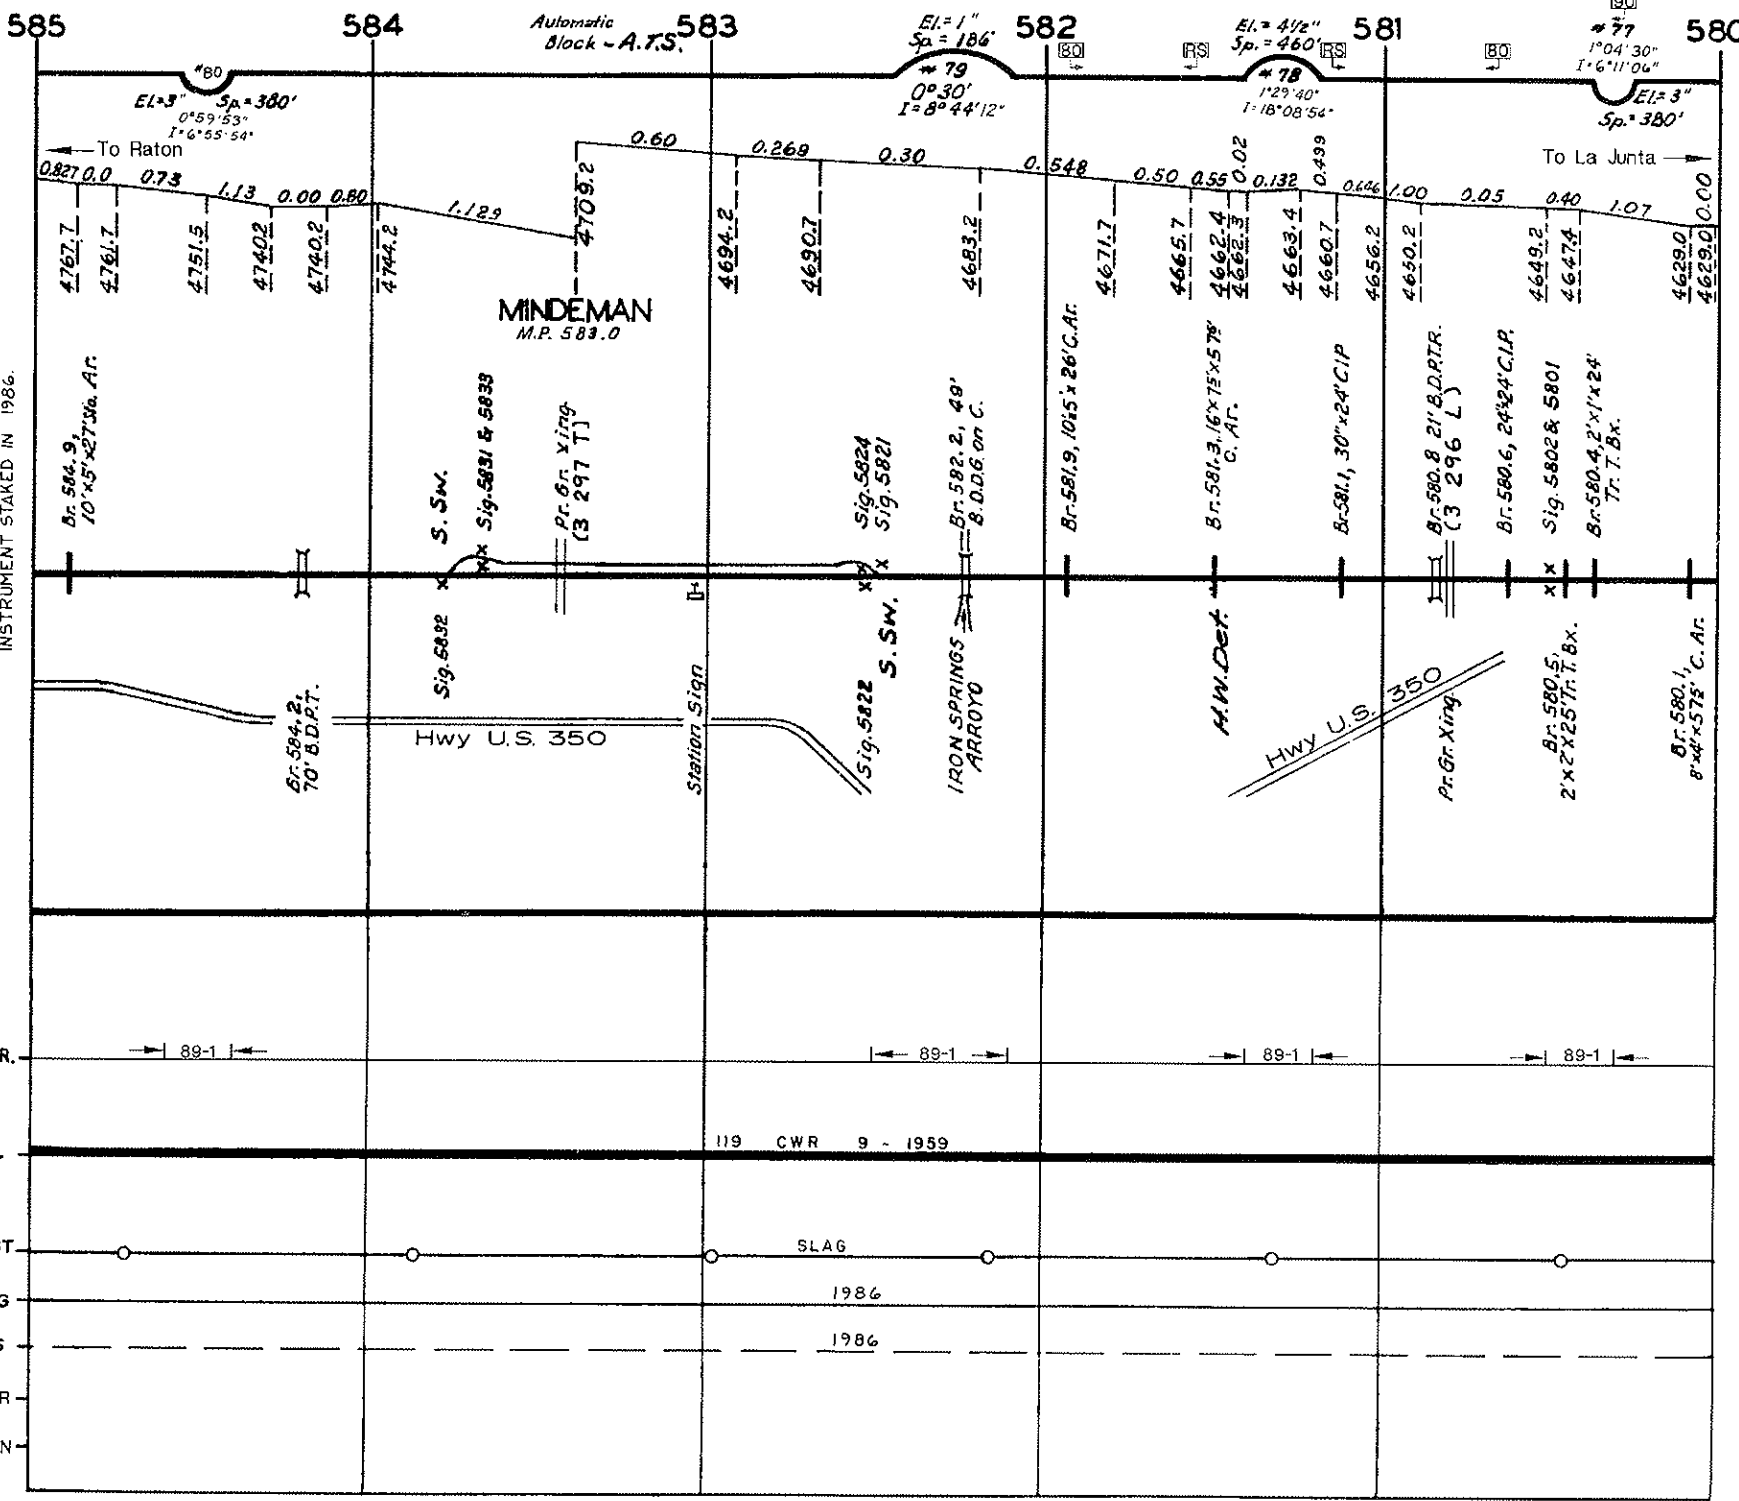 585
584
583
582
581
580
Automatic
Block - A.T.S.
#80
El.=3" Sp.=380'
0°59'53"
I=6°55'54"
El.=1"
Sp.=186'
#79
0°30'
I=8°44'12"
80
RS
El.=4½"
Sp.=460'
#78
1°29'40"
I=18°08'54"
RS
80
90
#77
1°04'30"
I=6°11'06"
El.=3"
Sp.=380'
To Raton
To La Junta
0.827 0.0 0.73 1.13 0.00 0.80 1.129 0.60 0.269 0.30 0.548 0.50 0.55 0.02 0.132 0.499 0.646 1.00 0.05 0.40 1.07 0.00
4767.7 4761.7 4751.5 4740.2 4740.2 4744.2 4709.2 4694.2 4690.7 4683.2 4671.7 4665.7 4662.4 4662.3 4663.4 4660.7 4656.2 4650.2 4649.2 4647.4 4629.0 4629.0
MINDEMAN
M.P. 583.0
INSTRUMENT STAKED IN 1986.
Br. 584.9,
10'x5'x27' Sto. Ar.
S. Sw.
Sig. 5831 & 5833
Pr. Gr. Xing
(3 297 T)
Sig. 5824
Sig. 5821
Br. 582.2, 49'
B.D.D.G. on C.
Br. 581.9, 10'x5'x26' C. Ar.
Br. 581.3, 16'x
C. Ar.
Br. 581.1, 30"x24' C.I.P.
Br. 580.8 21' B.D.P.T.R.
(3 296 L)
Br. 580.6, 24"x24' C.I.P.
Sig. 5802 & 5801
Br. 580.4, 2'x1'x24'
Tr. T. Bx.
Br. 584.2,
70' B.D.P.T.
Sig. 5832
Hwy U.S. 350
Station Sign
Sig. 5822
S. Sw.
IRON SPRINGS
ARROYO
H.W. Det.
Hwy U.S. 350
Pr. Gr. Xing
Br. 580.5,
2'x2'x25' Tr. T. Bx.
Br. 580.1,
8'x4'x57½' C. Ar.
R.
89-1
89-1
89-1
89-1
119 CWR 9 - 1959
T
SLAG
G
1986
S
1986
R
N